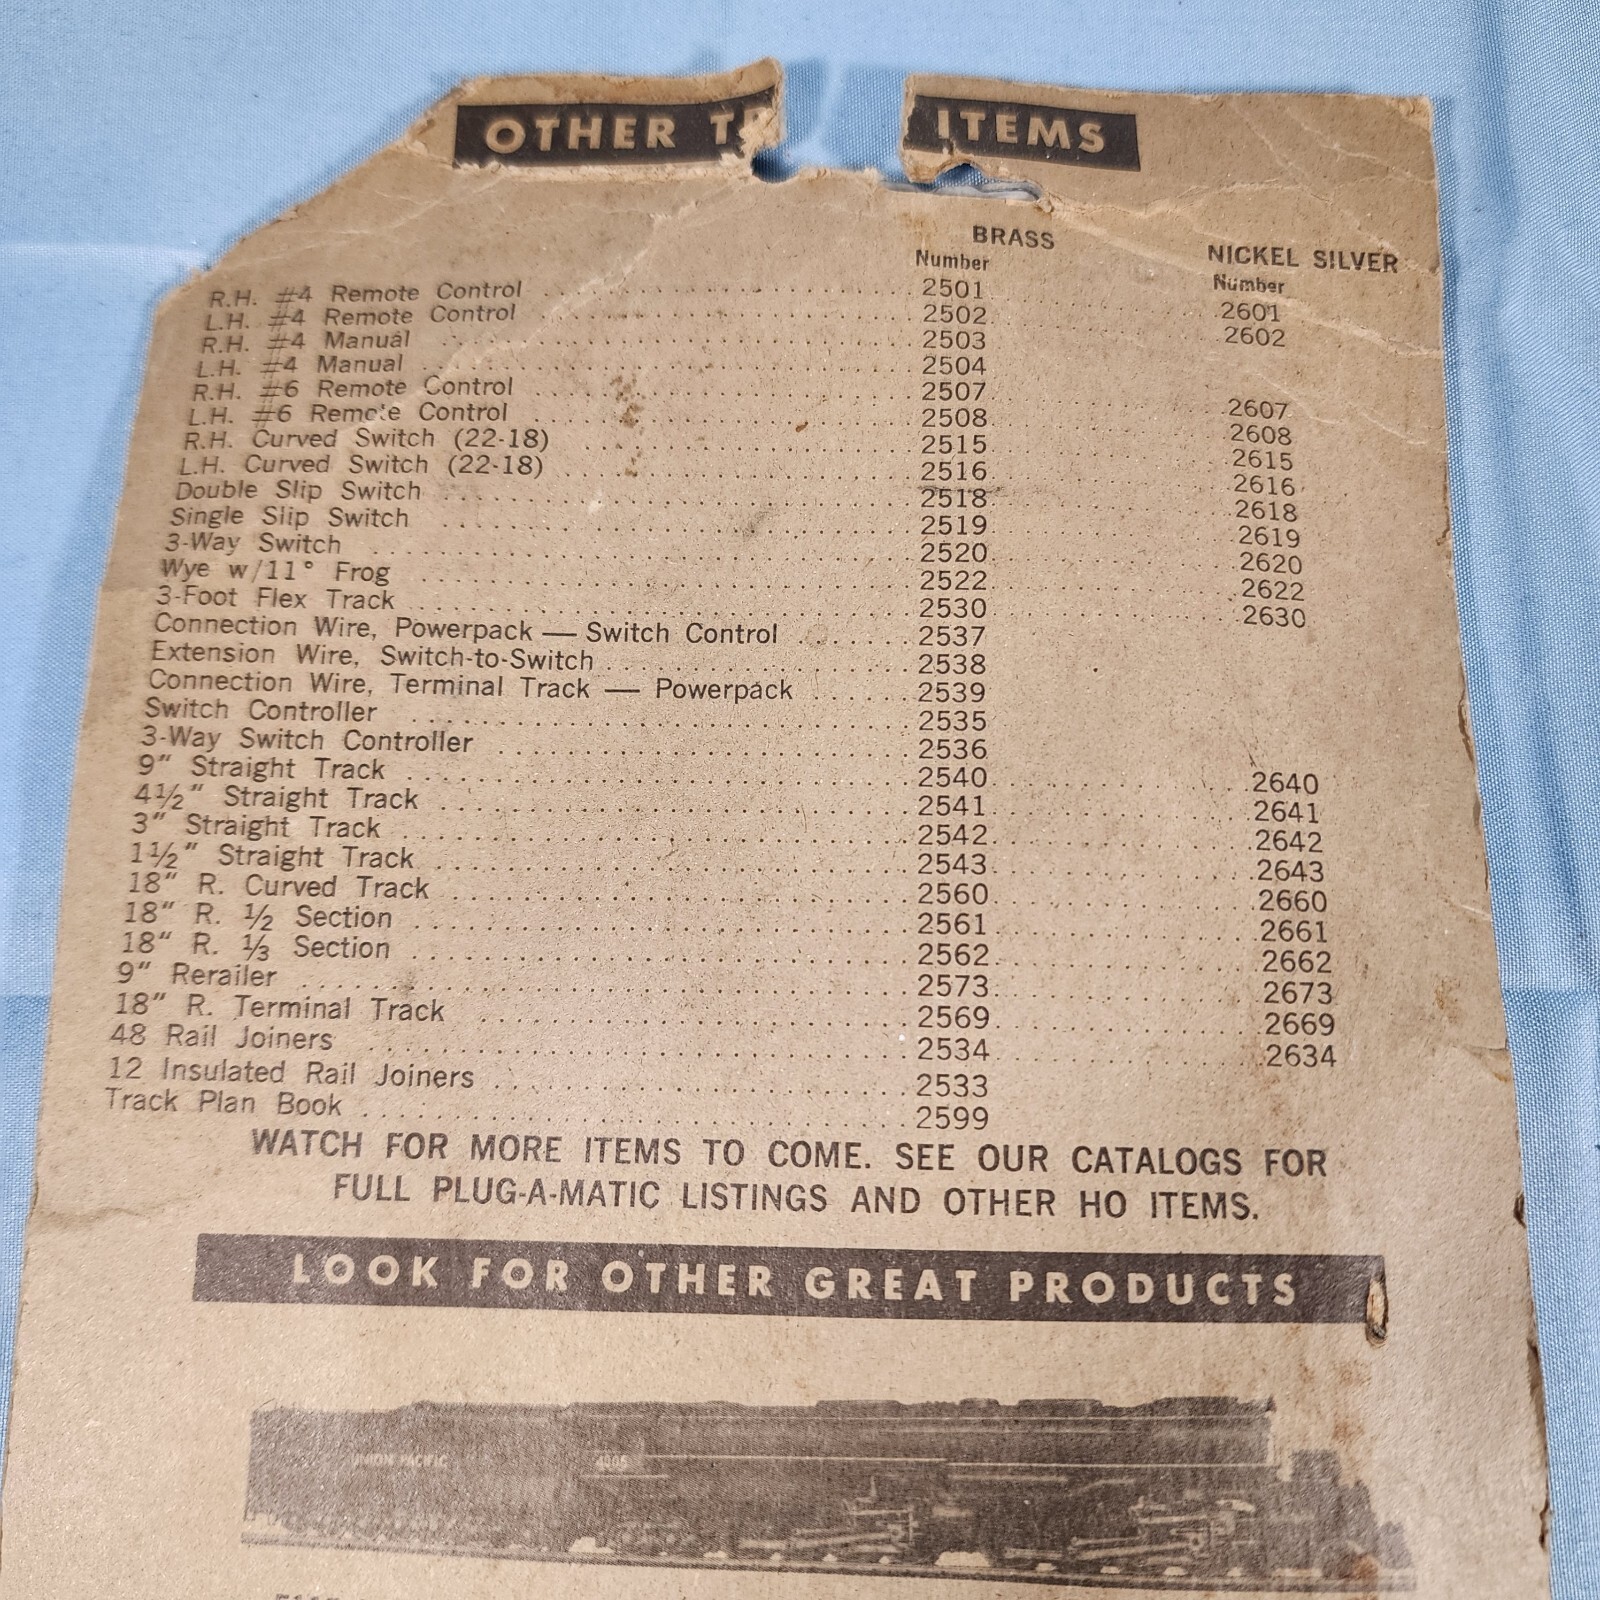 OTHER TR ITEMS
BRASS NICKEL SILVER
Number Number
R.H. #4 Remote Control 2501 2601
L.H. #4 Remote Control 2502 2602
R.H. #4 Manual 2503
L.H. #4 Manual 2504
R.H. #6 Remote Control 2507 2607
L.H. #6 Remote Control 2508 2608
R.H. Curved Switch (22-18) 2515 2615
L.H. Curved Switch (22-18) 2516 2616
Double Slip Switch 2518 2618
Single Slip Switch 2519 2619
3-Way Switch 2520 2620
Wye w/11° Frog 2522 2622
3-Foot Flex Track 2530 2630
Connection Wire, Powerpack — Switch Control 2537
Extension Wire, Switch-to-Switch 2538
Connection Wire, Terminal Track — Powerpack 2539
Switch Controller 2535
3-Way Switch Controller 2536
9" Straight Track 2540 2640
4½" Straight Track 2541 2641
3" Straight Track 2542 2642
1½" Straight Track 2543 2643
18" R. Curved Track 2560 2660
18" R. ½ Section 2561 2661
18" R. ⅓ Section 2562 2662
9" Rerailer 2573 2673
18" R. Terminal Track 2569 2669
48 Rail Joiners 2534 2634
12 Insulated Rail Joiners 2533
Track Plan Book 2599
WATCH FOR MORE ITEMS TO COME. SEE OUR CATALOGS FOR
FULL PLUG-A-MATIC LISTINGS AND OTHER HO ITEMS.
LOOK FOR OTHER GREAT PRODUCTS
UNION PACIFIC 4005